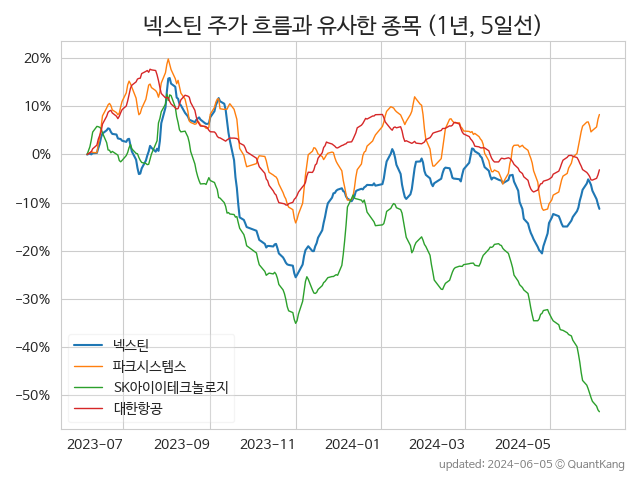 넥스틴 주가 흐름과 유사한 종목 (1년, 5일선)
20%
10%
0%
−10%
−20%
−30%
−40%
−50%
넥스틴
파크시스템스
SK아이이테크놀로지
대한항공
2023-07 2023-09 2023-11 2024-01 2024-03 2024-05
updated: 2024-06-05 © QuantKang